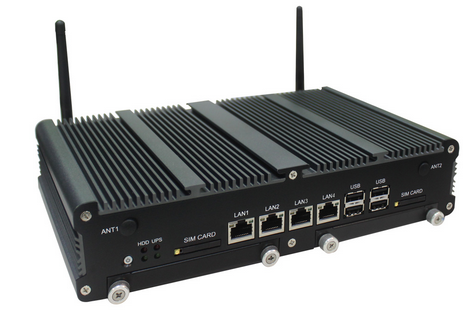 ANT1
HDD UPS
SIM CARD
LAN1
LAN2
LAN3
LAN4
USB
USB
SIM CARD
ANT2